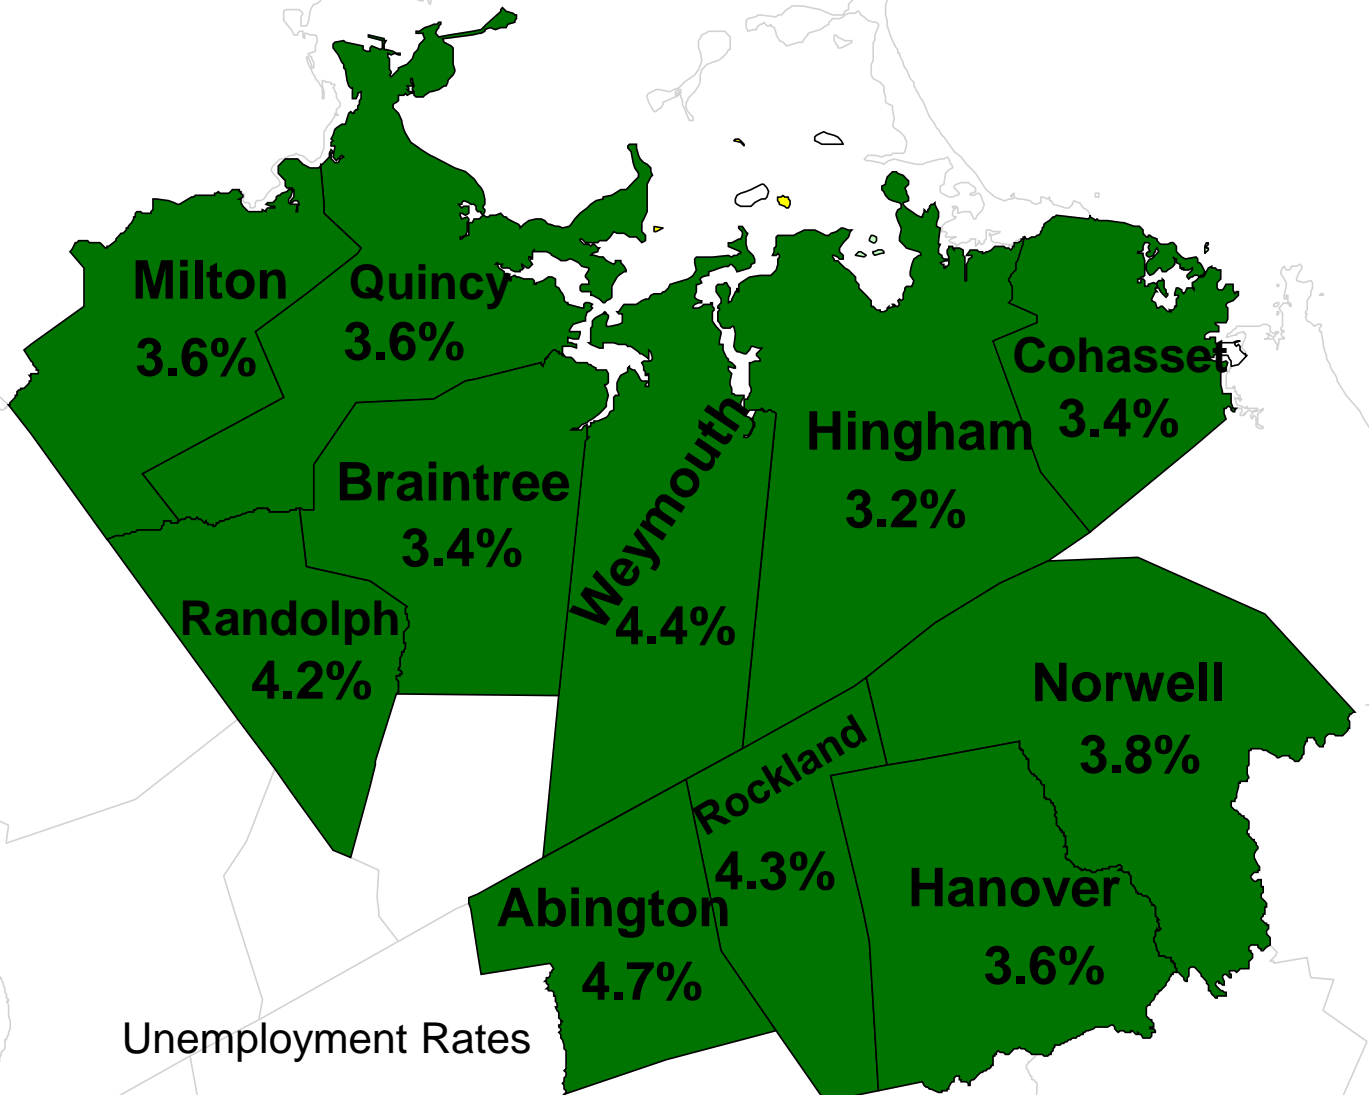 Milton
3.6%
Quincy
3.6%
Cohasset
3.4%
Hingham
3.2%
Braintree
3.4%
Weymouth
4.4%
Randolph
4.2%
Norwell
3.8%
Rockland
4.3%
Hanover
3.6%
Abington
4.7%
Unemployment Rates